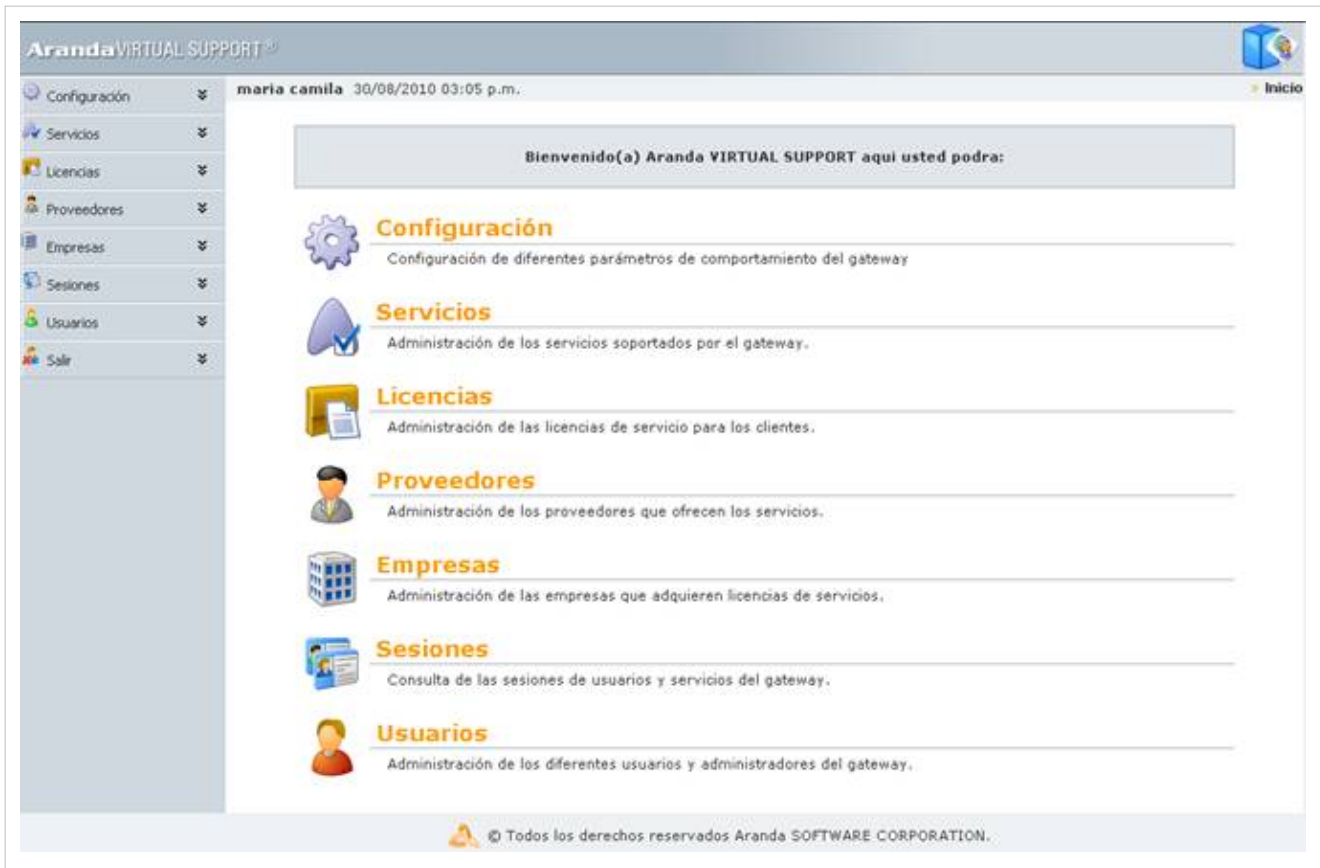 Aranda VIRTUAL SUPPORT®
maria camila 30/08/2010 03:05 p.m.
Inicio
Configuración
Servicios
Licencias
Proveedores
Empresas
Sesiones
Usuarios
Salir
Bienvenido(a) Aranda VIRTUAL SUPPORT aqui usted podra:
Configuración
Configuración de diferentes parámetros de comportamiento del gateway
Servicios
Administración de los servicios soportados por el gateway.
Licencias
Administración de las licencias de servicio para los clientes.
Proveedores
Administración de los proveedores que ofrecen los servicios.
Empresas
Administración de las empresas que adquieren licencias de servicios.
Sesiones
Consulta de las sesiones de usuarios y servicios del gateway.
Usuarios
Administración de los diferentes usuarios y administradores del gateway.
© Todos los derechos reservados Aranda SOFTWARE CORPORATION.